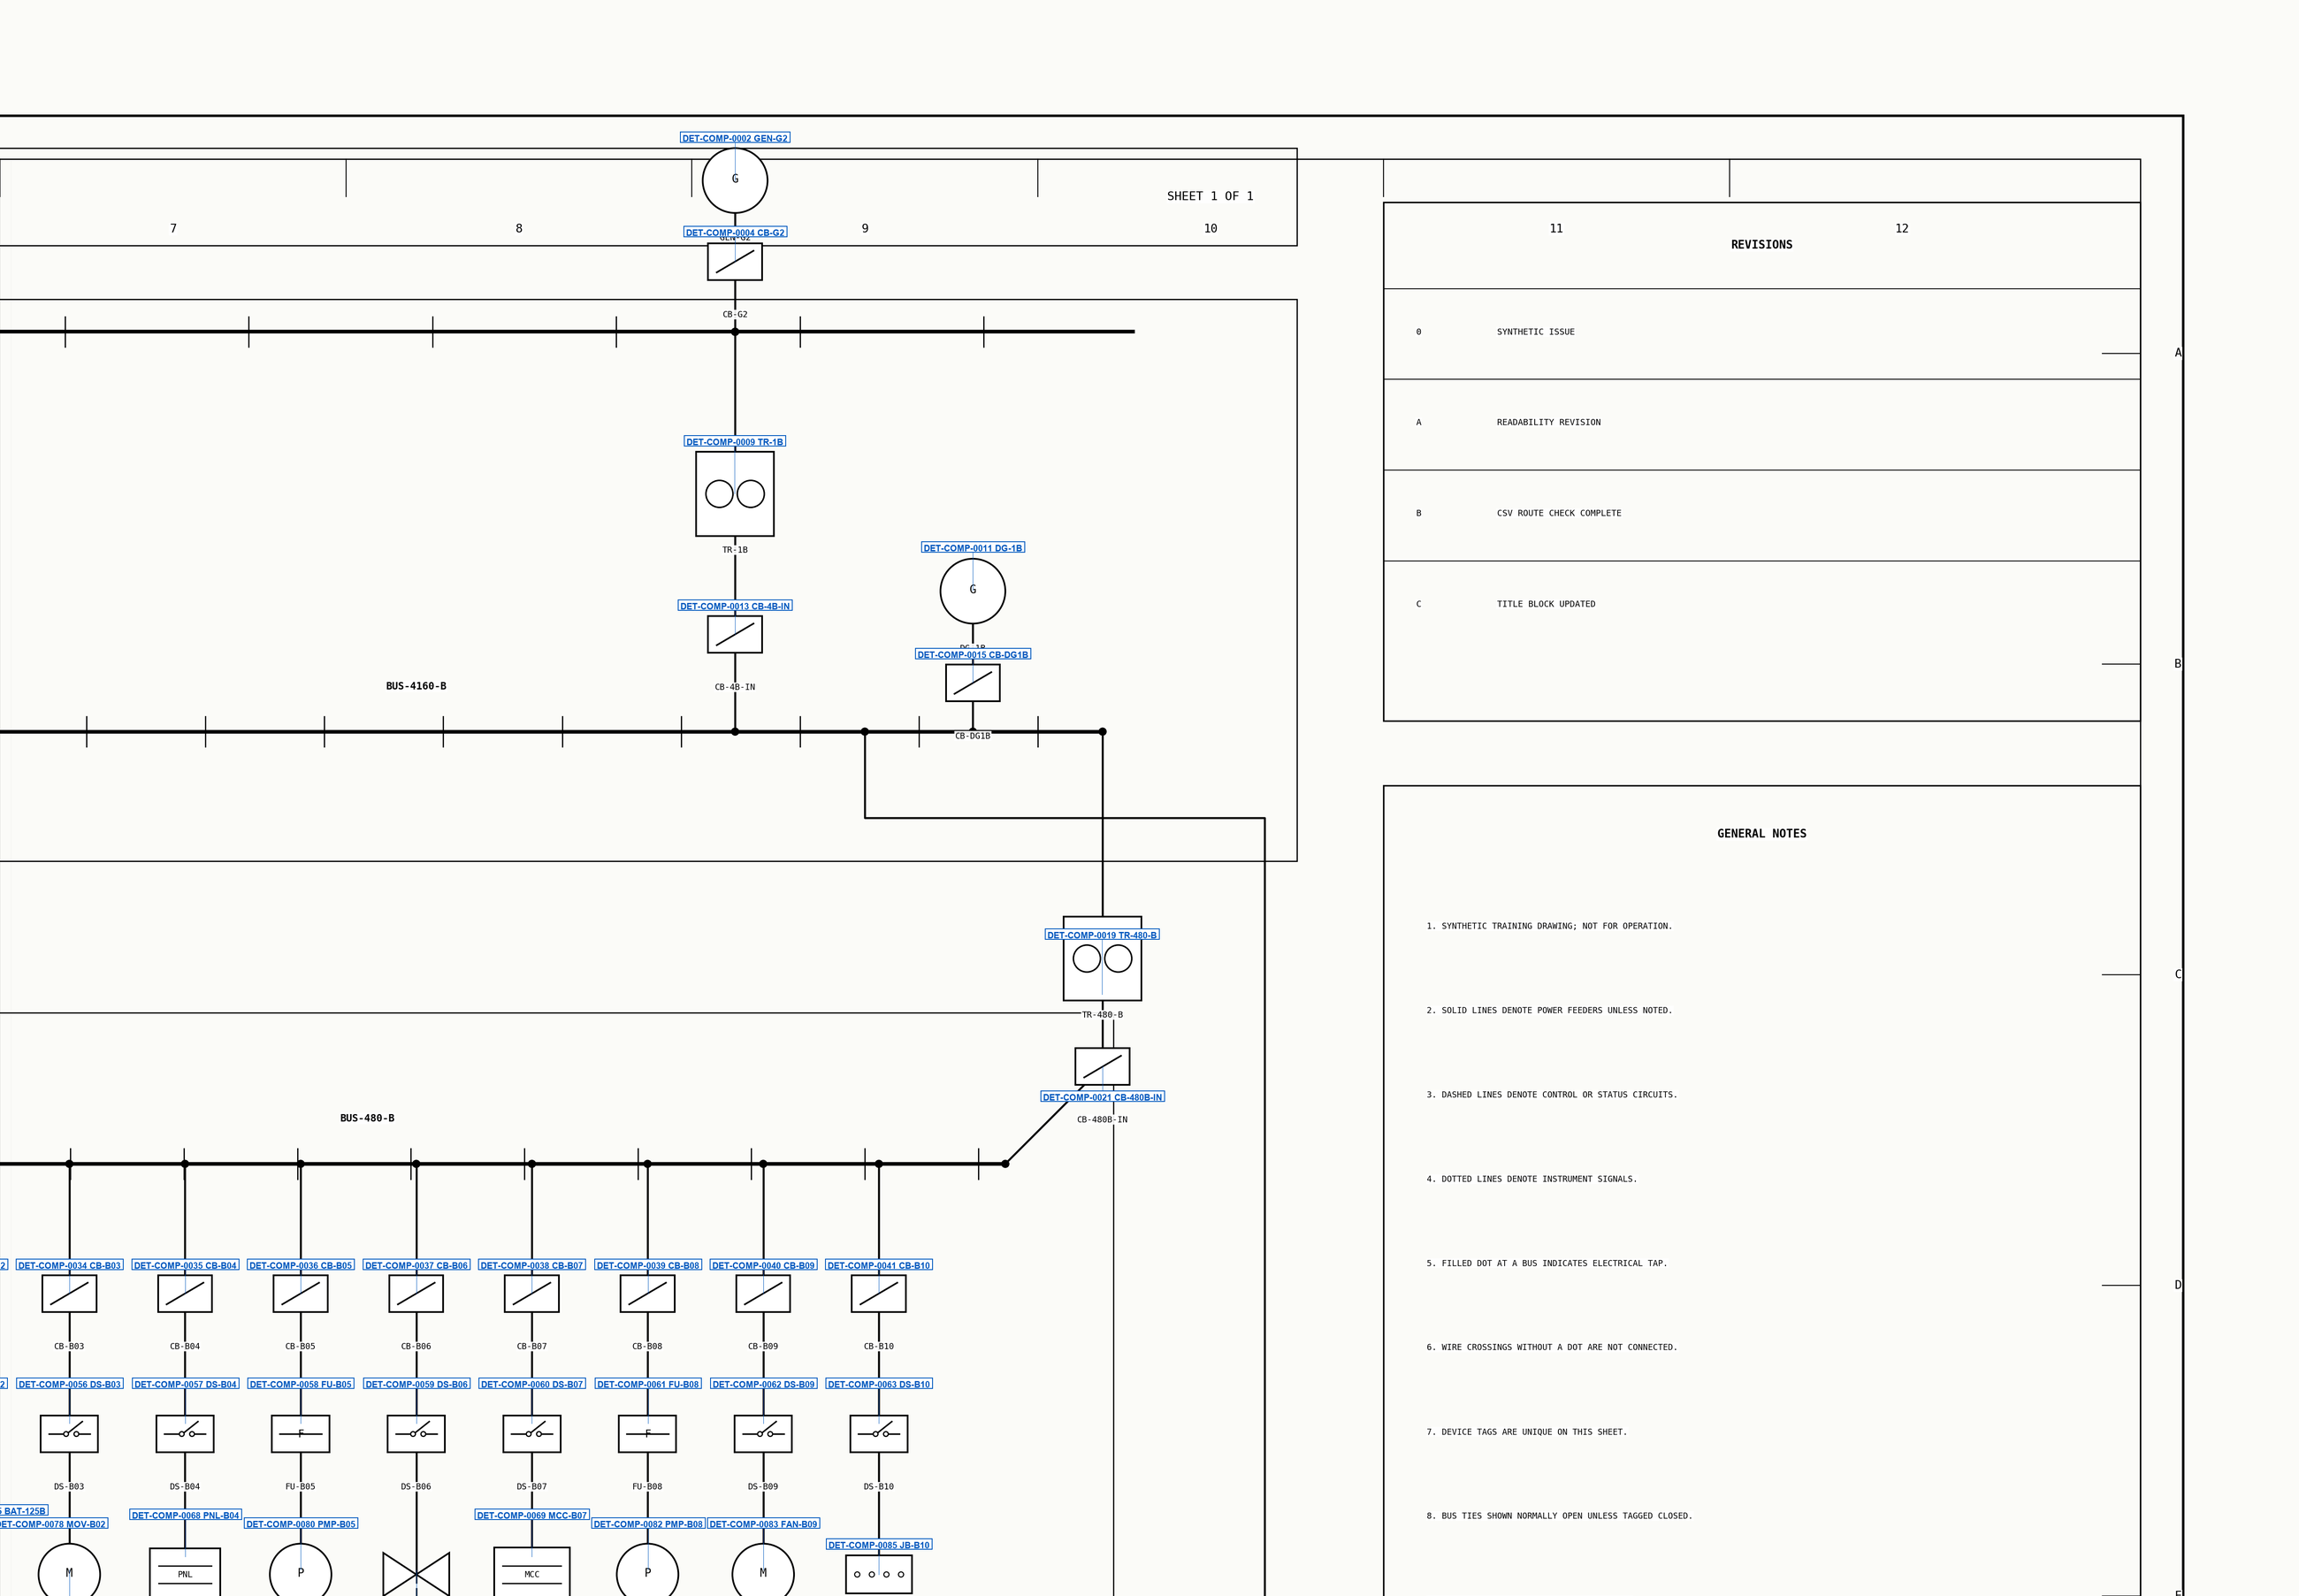 DET-COMP-0002 GEN-G2
G
SHEET 1 OF 1
7
8
9
10
11
12
DET-COMP-0004 CB-G2
GEN-G2
REVISIONS
CB-G2
0 SYNTHETIC ISSUE
A
A READABILITY REVISION
DET-COMP-0009 TR-1B
B CSV ROUTE CHECK COMPLETE
TR-1B
DET-COMP-0011 DG-1B
G
C TITLE BLOCK UPDATED
DET-COMP-0013 CB-4B-IN
DG-1B
DET-COMP-0015 CB-DG1B
B
BUS-4160-B
CB-4B-IN
CB-DG1B
GENERAL NOTES
1. SYNTHETIC TRAINING DRAWING; NOT FOR OPERATION.
DET-COMP-0019 TR-480-B
C
2. SOLID LINES DENOTE POWER FEEDERS UNLESS NOTED.
TR-480-B
3. DASHED LINES DENOTE CONTROL OR STATUS CIRCUITS.
DET-COMP-0021 CB-480B-IN
BUS-480-B
CB-480B-IN
4. DOTTED LINES DENOTE INSTRUMENT SIGNALS.
5. FILLED DOT AT A BUS INDICATES ELECTRICAL TAP.
2 DET-COMP-0034 CB-B03 DET-COMP-0035 CB-B04 DET-COMP-0036 CB-B05 DET-COMP-0037 CB-B06 DET-COMP-0038 CB-B07 DET-COMP-0039 CB-B08 DET-COMP-0040 CB-B09 DET-COMP-0041 CB-B10
D
CB-B03 CB-B04 CB-B05 CB-B06 CB-B07 CB-B08 CB-B09 CB-B10
6. WIRE CROSSINGS WITHOUT A DOT ARE NOT CONNECTED.
2 DET-COMP-0056 DS-B03 DET-COMP-0057 DS-B04 DET-COMP-0058 FU-B05 DET-COMP-0059 DS-B06 DET-COMP-0060 DS-B07 DET-COMP-0061 FU-B08 DET-COMP-0062 DS-B09 DET-COMP-0063 DS-B10
F F
7. DEVICE TAGS ARE UNIQUE ON THIS SHEET.
DS-B03 DS-B04 FU-B05 DS-B06 DS-B07 FU-B08 DS-B09 DS-B10
BAT-125B
8. BUS TIES SHOWN NORMALLY OPEN UNLESS TAGGED CLOSED.
DET-COMP-0068 PNL-B04 DET-COMP-0069 MCC-B07
DET-COMP-0078 MOV-B02 DET-COMP-0080 PMP-B05 DET-COMP-0082 PMP-B08 DET-COMP-0083 FAN-B09
DET-COMP-0085 JB-B10
M PNL P MCC P M